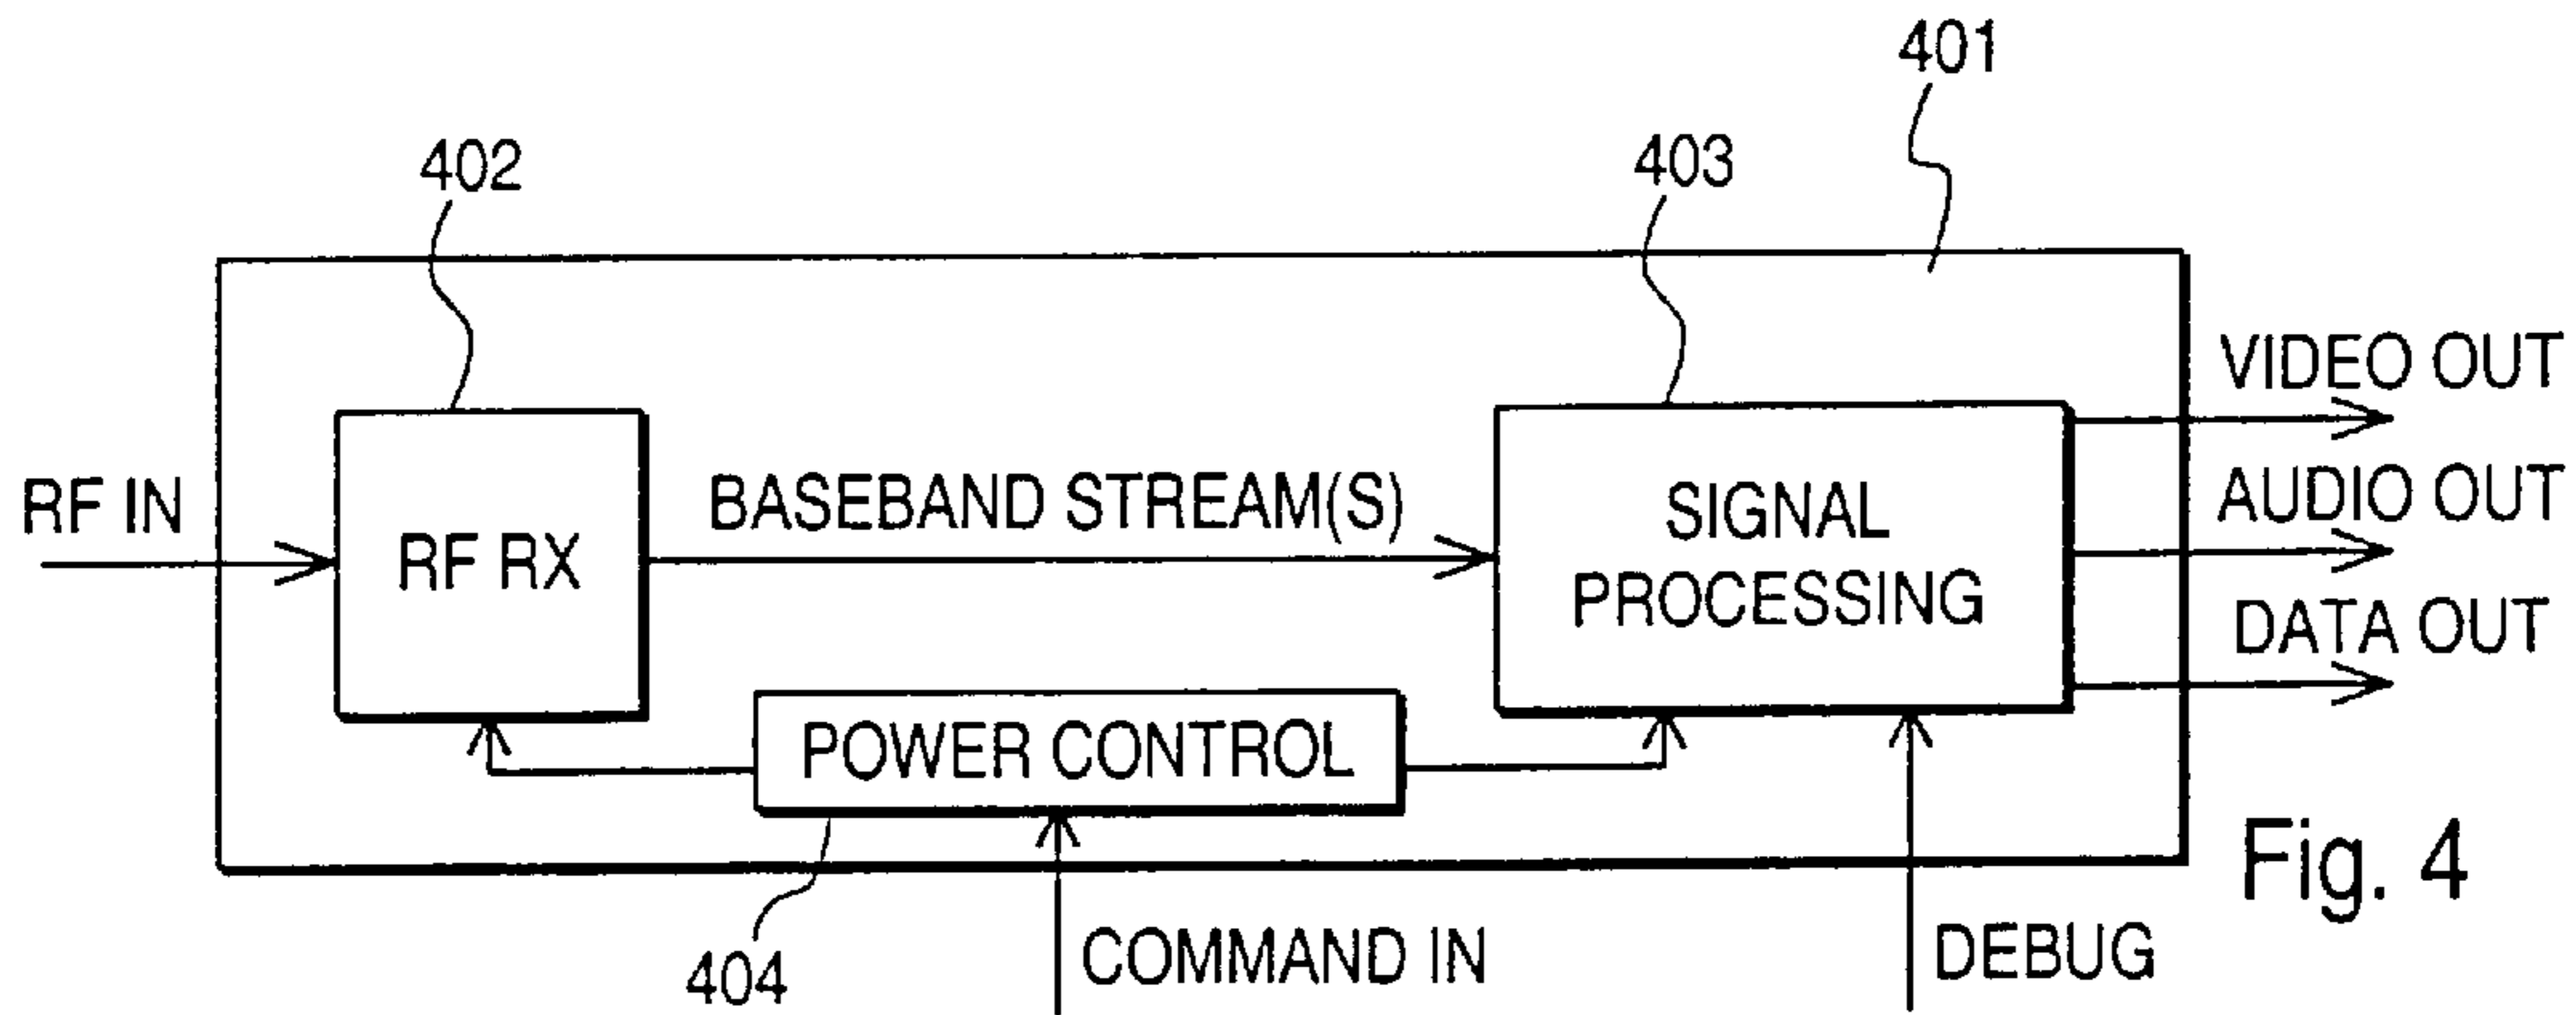 401
402
403
VIDEO OUT
RF IN
BASEBAND STREAM(S)
AUDIO OUT
RF RX
SIGNAL
PROCESSING
DATA OUT
POWER CONTROL
Fig. 4
404
COMMAND IN
DEBUG